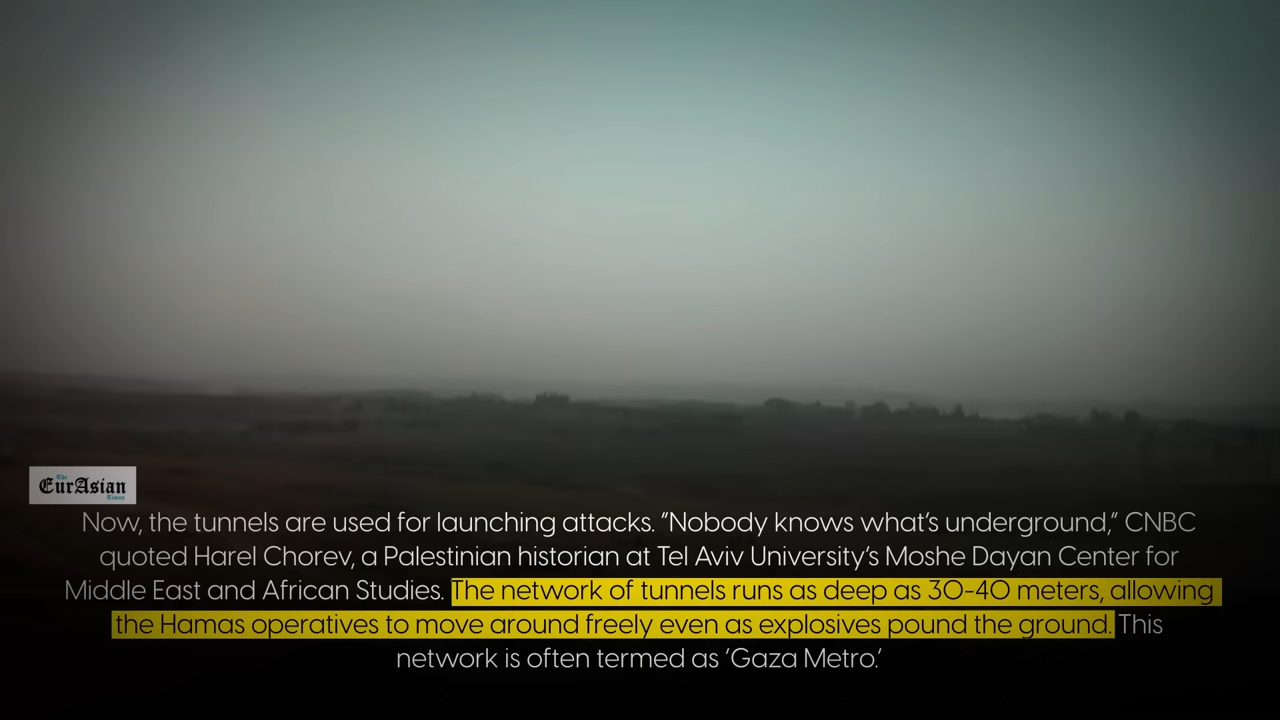 The
EurAsian
Times
Now, the tunnels are used for launching attacks. "Nobody knows what's underground," CNBC
quoted Harel Chorev, a Palestinian historian at Tel Aviv University's Moshe Dayan Center for
Middle East and African Studies. The network of tunnels runs as deep as 30-40 meters, allowing
the Hamas operatives to move around freely even as explosives pound the ground. This
network is often termed as 'Gaza Metro.'